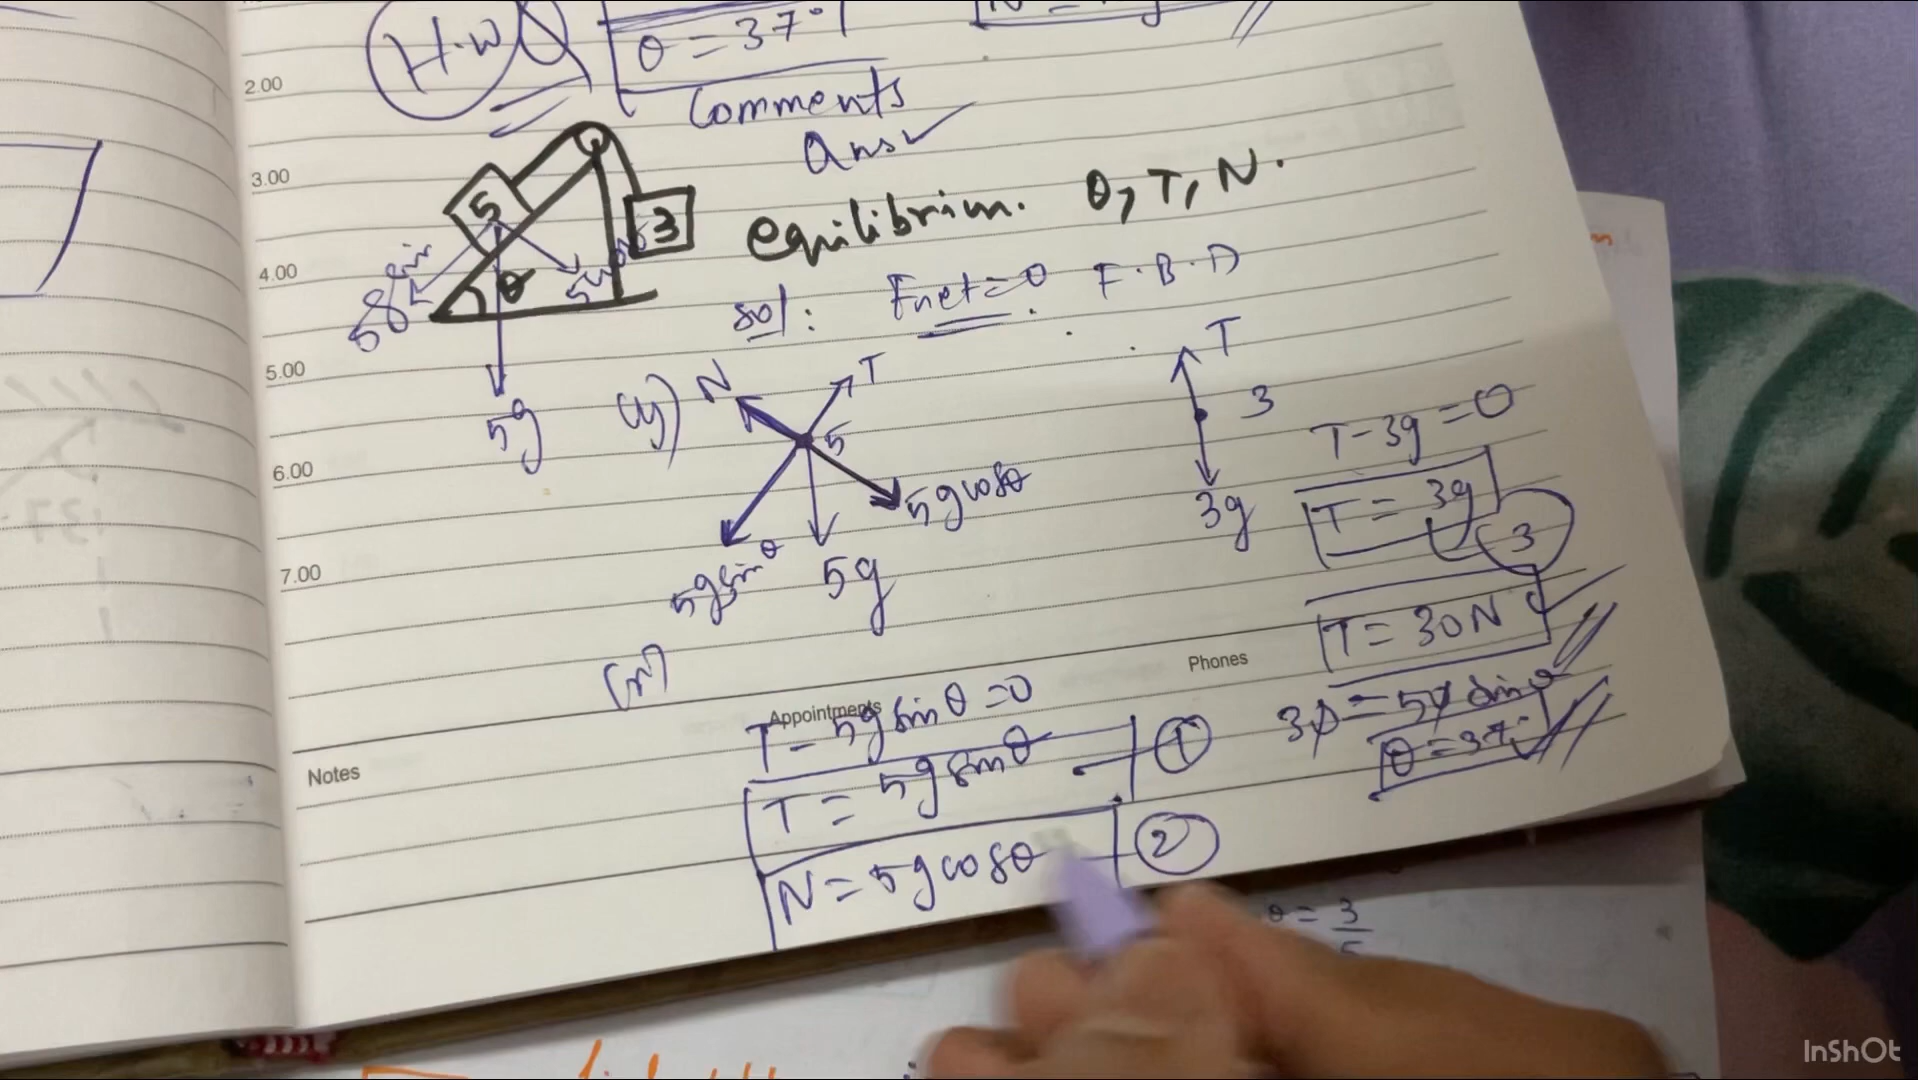 H.W
θ = 37°
Comments
Ans
2.00
3.00
4.00
5.00
6.00
7.00
5
3
θ
5g sin
5g
equilibrium. θ, T, N.
sol: Fnet = 0 F.B.D
(y) N T
5
5g cosθ
5g sinθ
5g
T
3
3g
T - 3g = 0
T = 3g
3
T = 30N
Phones
Appointments
Notes
T - 5g sinθ = 0
T = 5g sinθ 1
N = 5g cosθ 2
3g = 5g sinθ
θ = 37°
θ = 3
InShOt